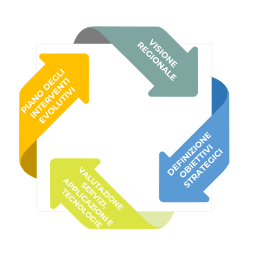 VISIONE
REGIONALE
DEFINIZIONE
OBIETTIVI
STRATEGICI
VALUTAZIONE
SERVIZI,
APPLICAZIONI E
TECNOLOGIE
PIANO DEGLI
INTERVENTI
EVOLUTIVI